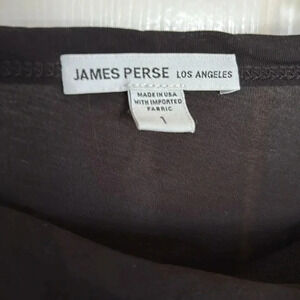 JAMES PERSE LOS ANGELES
MADE IN USA
WITH IMPORTED
FABRIC
1